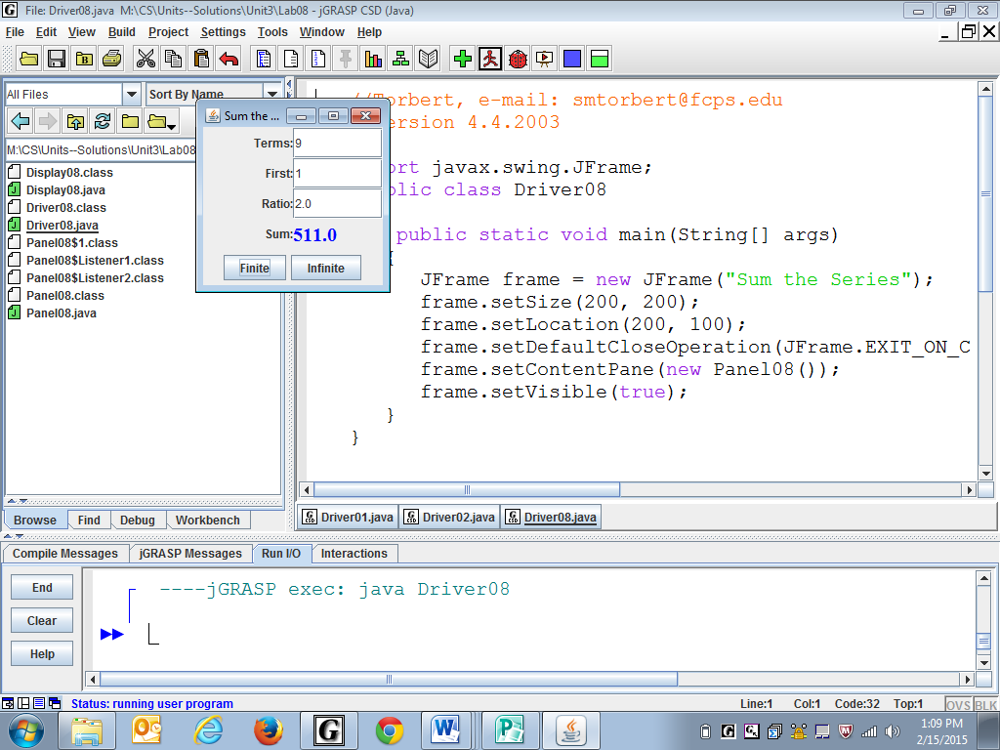 File: Driver08.java  M:\CS\Units--Solutions\Unit3\Lab08 - jGRASP CSD (Java)
File Edit View Build Project Settings Tools Window Help
All Files
Sort By Name
M:\CS\Units--Solutions\Unit3\Lab08
Display08.class
Display08.java
Driver08.class
Driver08.java
Panel08$1.class
Panel08$Listener1.class
Panel08$Listener2.class
Panel08.class
Panel08.java
Browse Find Debug Workbench
Sum the ...
Terms: 9
First: 1
Ratio: 2.0
Sum: 511.0
Finite Infinite
//Torbert, e-mail: smtorbert@fcps.edu
ersion 4.4.2003
ort javax.swing.JFrame;
blic class Driver08
public static void main(String[] args)
{
JFrame frame = new JFrame("Sum the Series");
frame.setSize(200, 200);
frame.setLocation(200, 100);
frame.setDefaultCloseOperation(JFrame.EXIT_ON_C
frame.setContentPane(new Panel08());
frame.setVisible(true);
}
}
Driver01.java Driver02.java Driver08.java
Compile Messages jGRASP Messages Run I/O Interactions
End
Clear
Help
----jGRASP exec: java Driver08
Status: running user program
Line:1 Col:1 Code:32 Top:1 OVS BLK
1:09 PM
2/15/2015